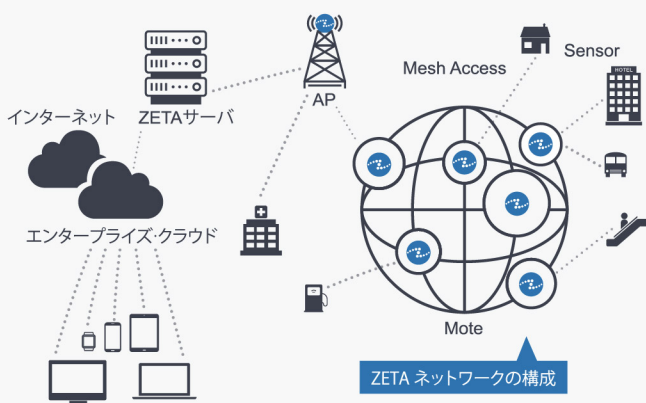 Sensor
Mesh Access
HOTEL
AP
インターネット
ZETAサーバ
エンタープライズ·クラウド
Mote
ZETA ネットワークの構成